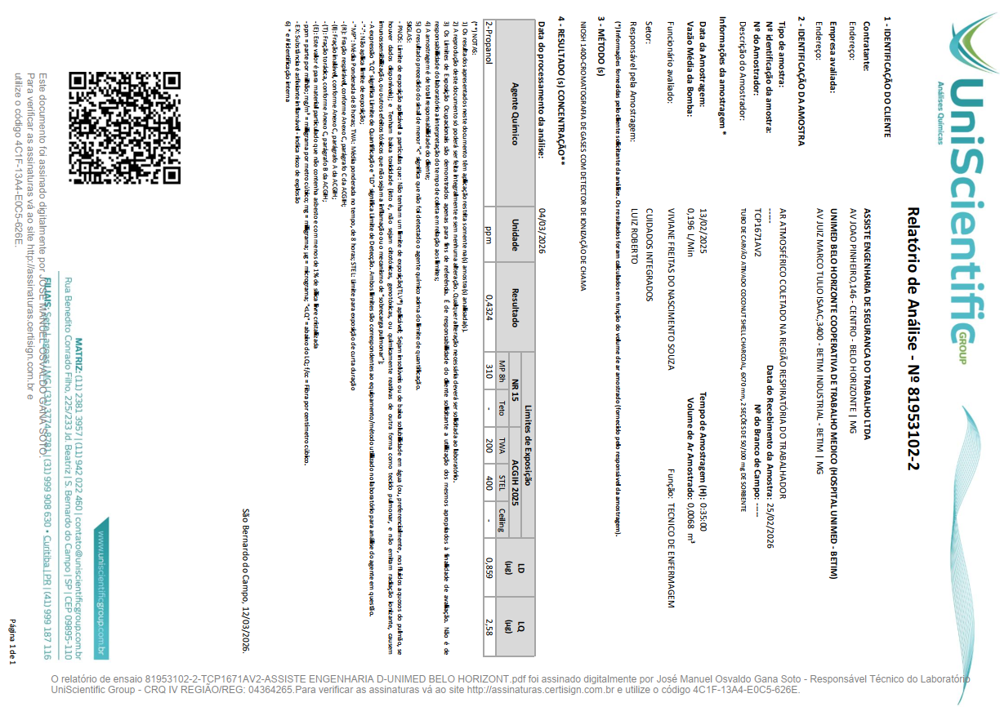 UniScientific GROUP
Análises Químicas
Relatório de Análise - Nº 81953102-2
1 - IDENTIFICAÇÃO DO CLIENTE
Contratante: ASSISTE ENGENHARIA DE SEGURANCA DO TRABALHO LTDA
Endereço: AV JOAO PINHEIRO,146 - CENTRO - BELO HORIZONTE | MG
Empresa avaliada: UNIMED BELO HORIZONTE COOPERATIVA DE TRABALHO MEDICO (HOSPITAL UNIMED - BETIM)
Endereço: AV JUIZ MARCO TULIO ISAAC,3400 - BETIM INDUSTRIAL - BETIM | MG
2 - IDENTIFICAÇÃO DA AMOSTRA
Tipo de amostra: AR ATMOSFÉRICO COLETADO NA REGIÃO RESPIRATÓRIA DO TRABALHADOR
Nº identificação da amostra: ----- Data do Recebimento da Amostra: 25/02/2026
Nº do Amostrador: TCP1671AV2 Nº do Branco de Campo: -----
Descrição do Amostrador: TUBO DE CARVÃO, ATIVADO COCONUT SHELL CHARCOAL, 6X70 mm, 2 SEÇÕES DE 50/100 mg DE SORBENTE
Informações da amostragem*
Data da Amostragem: 13/02/2025 Tempo de Amostragem (H): 0:35:00
Vazão Média da Bomba: 0,196 L/Min Volume de Ar Amostrado: 0,0068 m³
Funcionário avaliado: VIVIANE FREITAS DO NASCIMENTO SOUZA Função: TECNICO DE ENFERMAGEM
Setor: CUIDADOS INTEGRADOS
Responsável pela Amostragem: LUIZ ROBERTO
(*)Informações fornecidas pelo cliente solicitante da análise. Os resultados foram calculados em função do volume de ar amostrado (fornecido pelo responsável da amostragem).
3 - MÉTODO (s)
NIOSH 1400-CROMATOGRAFIA DE GASES COM DETECTOR DE IONIZAÇÃO DE CHAMA
4 - RESULTADO (s) CONCENTRAÇÃO**
Data do processamento da análise: 04/03/2026
Agente Químico Unidade Resultado Limites de Exposição LD (µg) LQ (µg)
NR 15 ACGIH 2025
MP 8h Teto TWA STEL Ceiling
2-Propanol ppm 0,4324 310 - 200 400 - 0,859 2,58
(**) NOTAS:
1) Os resultados apresentados neste documento têm aplicação restrita somente na(s) amostra(s) analisada(s).
2) A reprodução deste documento só poderá ser feita integralmente e sem nenhuma alteração. Qualquer alteração necessária deverá ser solicitada ao laboratório.
3) Os Limites de Exposição Ocupacionais são demonstrados apenas para fins de referência. É de responsabilidade do cliente solicitante a utilização dos mesmos apropriados à finalidade de avaliação. Não é de
responsabilidade do laboratório a interpretação do tempo de coleta em relação aos limites;
4) A amostragem é de total responsabilidade do cliente;
5) O resultado precedido do sinal de menor "<" significa que não foi detectado o agente químico acima do limite de quantificação.
SIGLAS:
- PNOS: Limite de exposição aplicável a partículas que: Não tenham um limite de exposição(TLV®) aplicável; Sejam insolúveis ou de baixa solubilidade em água (ou, preferencialmente, nos fluidos aquosos do pulmão, se
houver dados disponíveis); e Tenham baixa toxicidade (isto é, não sejam citotóxicas, genotóxicas, ou quimicamente reativas de outra forma como tecido pulmonar, e não emitam radiação ionizante, causem
imunossensibilização, ou outros efeitos tóxicos que não sejam a inflamação ou o mecanismo de "sobrecarga pulmonar");
- A expressão "LQ" significa Limite de Quantificação e "LD" significa Limite de Detecção. Ambos limites são correspondentes ao equipamento/método utilizado no laboratório para análise do agente em questão.
- "-": Não aplica limite de exposição;
- "MP": Média Ponderada de 8 horas; TWA: Média ponderada no tempo, de 8 horas; STEL: Limite para exposição de curta duração
- (R): Fração respirável, conforme Anexo C, parágrafo C da ACGIH;
- (I): Fração inalável, conforme Anexo C, parágrafo A da ACGIH;
- (T): Fração torácica, conforme Anexo C, parágrafo B da ACGIH;
- (E): Este valor é para material particulado que não contenha asbesto e com menos de 1% de sílica livre cristalizada
- ppm = parte por milhão; mg/m³ = miligrama por metro cúbico; mg = miligrama; µg = micrograma; "<LQ" = abaixo do LQ; f/cc = Fibra por centímetro cúbico.
- EX: Substância é asfixiante inflamável - indica risco de explosão
6) * e # identificação interna
São Bernardo do Campo, 12/03/2026.
www.uniscientificgroup.com.br
MATRIZ: (11) 2381 3957 | (11) 942 022 460 | contato@uniscientificgroup.com.br
Rua Benedito Conrado Filho, 225/233 Jd. Beatriz | S. Bernardo do Campo | SP | CEP 09895-110
FILIAIS: Sete Lagoas | MG | (31) 3774-8781 | (31) 999 908 630 • Curitiba | PR | (41) 999 187 116
Este documento foi assinado digitalmente por JOSE MANUEL OSVALDO GANA SOTO.
Para verificar as assinaturas vá ao site http://assinaturas.certisign.com.br e
utilize o código 4C1F-13A4-E0C5-626E.
Página 1 de 1
O relatório de ensaio 81953102-2-TCP1671AV2-ASSISTE ENGENHARIA D-UNIMED BELO HORIZONT.pdf foi assinado digitalmente por José Manuel Osvaldo Gana Soto - Responsável Técnico do Laboratório
UniScientific Group - CRQ IV REGIÃO/REG: 04364265.Para verificar as assinaturas vá ao site http://assinaturas.certisign.com.br e utilize o código 4C1F-13A4-E0C5-626E.